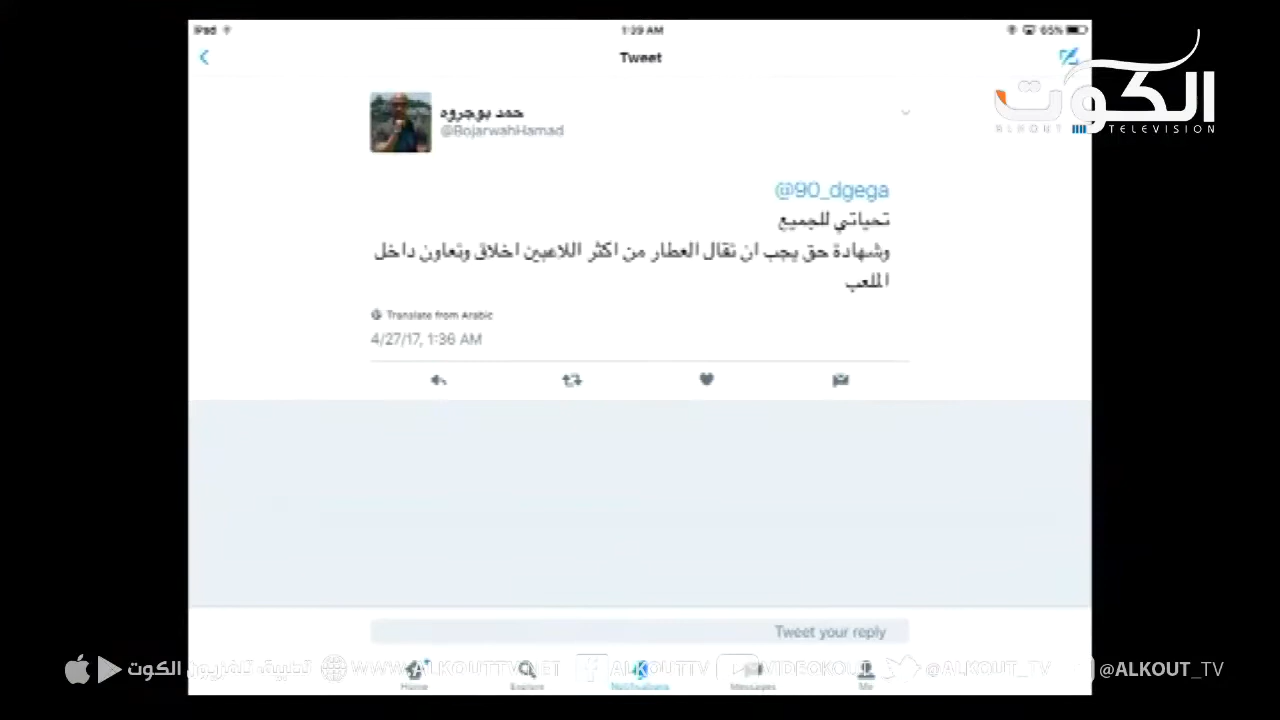 iPad
1:39 AM
65%
Tweet
الكوت
ALKOUT TELEVISION
حمد بوجروه
@BojarwahHamad
@90_dgega
تحياتي للجميع
وشهادة حق يجب ان تقال العطار من اكثر اللاعبين اخلاق وتعاون داخل
الملعب
Translate from Arabic
4/27/17, 1:36 AM
Tweet your reply
تطبيق تلفزيون الكوت
WWW.ALKOUTTV.NET
ALKOUTTV
VIDEOKOUT
@ALKOUT_TV
@ALKOUT_TV
Home
Explore
Notifications
Messages
Me